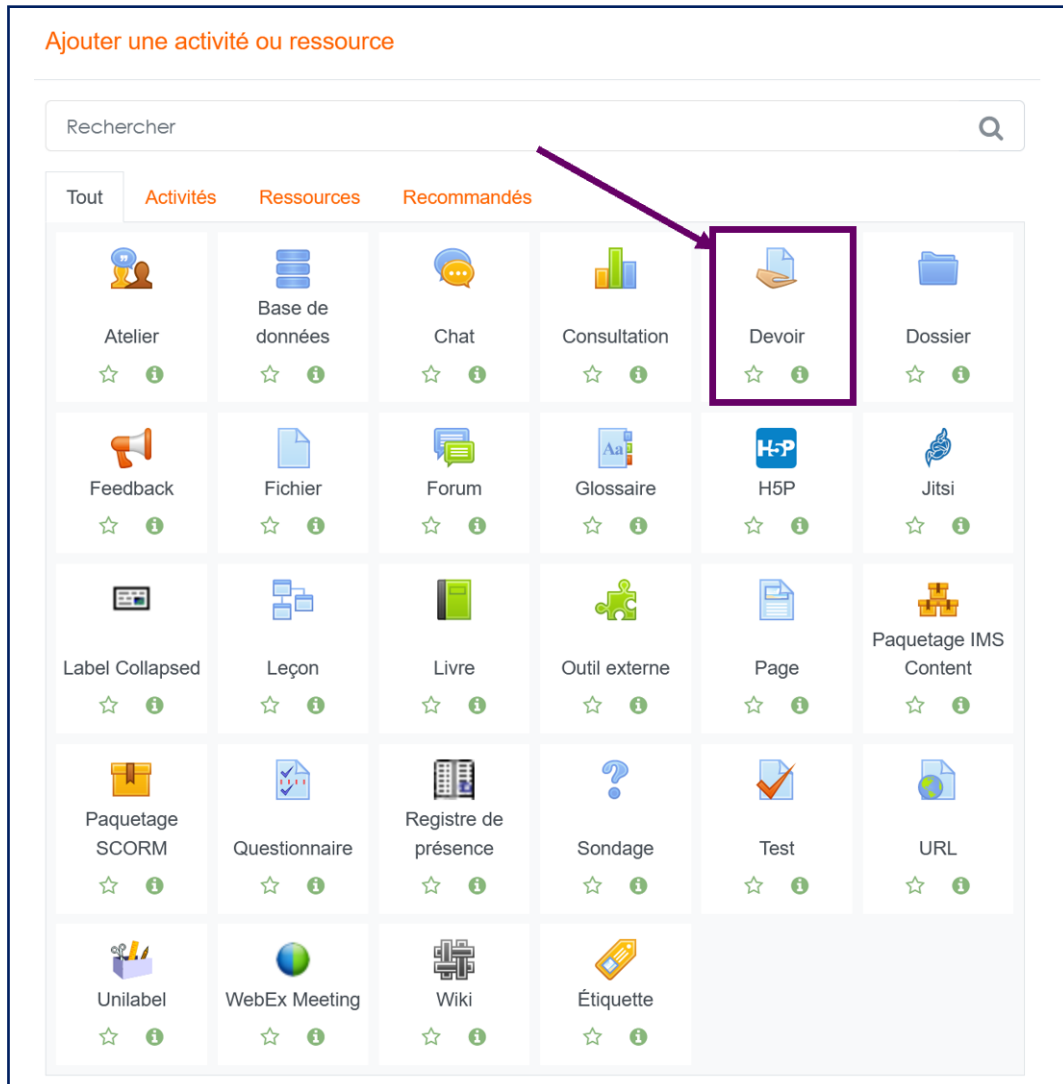 Ajouter une activité ou ressource
Rechercher
Tout Activités Ressources Recommandés
Atelier
Base de
données
Chat
Consultation
Devoir
Dossier
Feedback
Fichier
Forum
Aa
Glossaire
H5P
H5P
Jitsi
Label Collapsed
Leçon
Livre
Outil externe
Page
Paquetage IMS
Content
Paquetage
SCORM
Questionnaire
Registre de
présence
Sondage
Test
URL
Unilabel
WebEx Meeting
Wiki
Étiquette